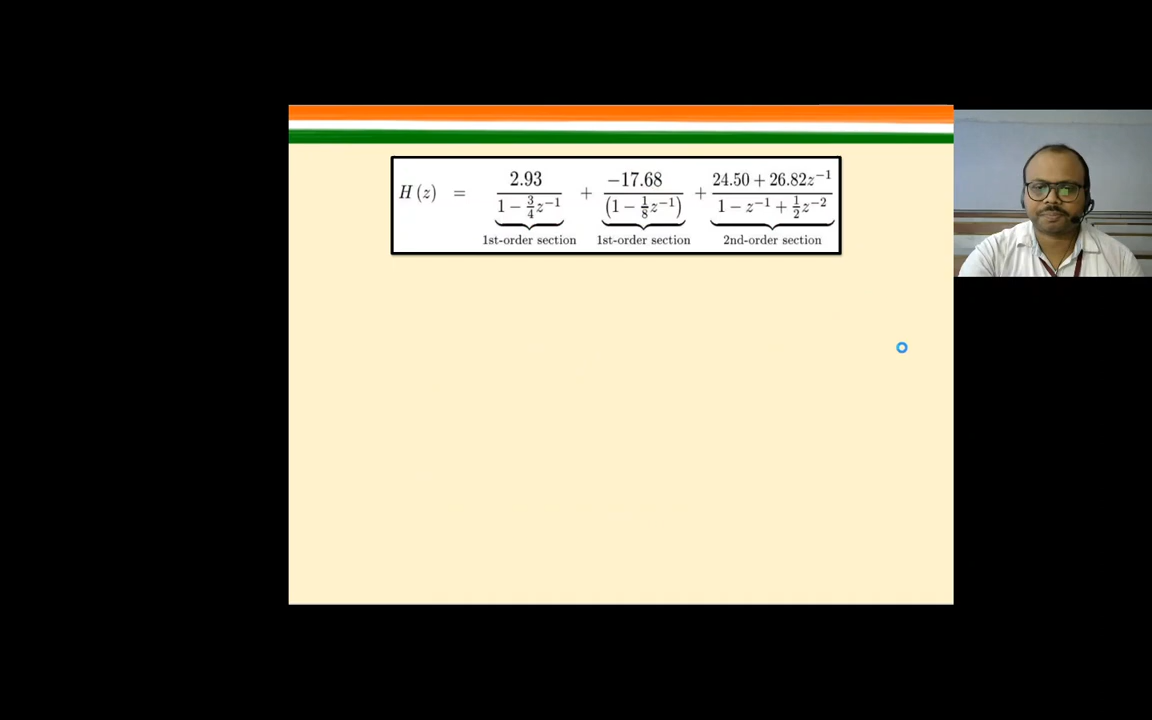 H(z) = 2.93 / (1 − 3/4 z⁻¹) + −17.68 / (1 − 1/8 z⁻¹) + (24.50 + 26.82z⁻¹) / (1 − z⁻¹ + 1/2 z⁻²)
1st-order section 1st-order section 2nd-order section